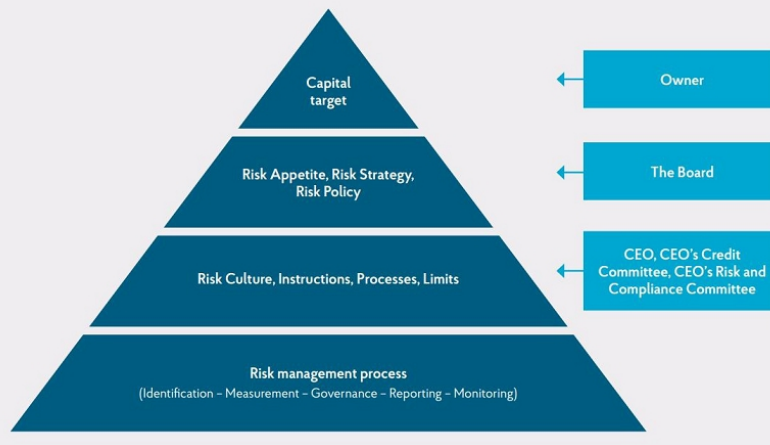 Capital
target
Owner
Risk Appetite, Risk Strategy,
Risk Policy
The Board
Risk Culture, Instructions, Processes, Limits
CEO, CEO's Credit
Committee, CEO's Risk and
Compliance Committee
Risk management process
(Identification – Measurement – Governance – Reporting – Monitoring)